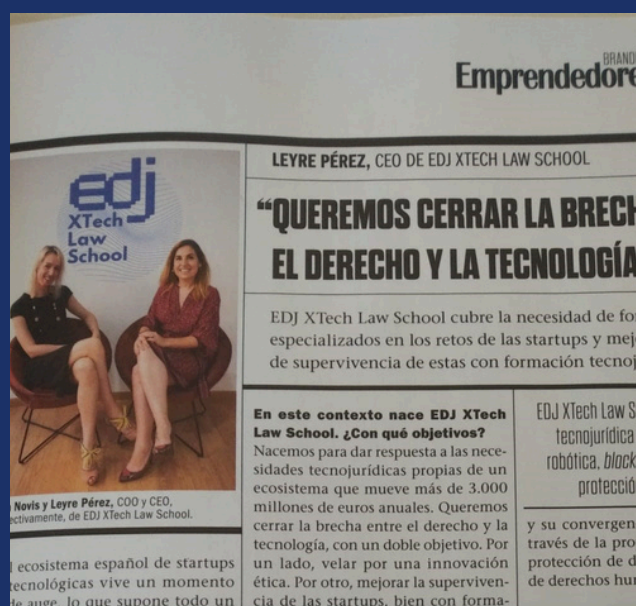 BRAND
Emprendedore
edj
XTech
Law
School
Novis y Leyre Pérez, COO y CEO,
ectivamente, de EDJ XTech Law School.
l ecosistema español de startups
tecnológicas vive un momento
de auge, lo que supone todo un
LEYRE PÉREZ, CEO DE EDJ XTECH LAW SCHOOL
“QUEREMOS CERRAR LA BRECH
EL DERECHO Y LA TECNOLOGÍA
EDJ XTech Law School cubre la necesidad de fo
especializados en los retos de las startups y mej
de supervivencia de estas con formación tecnoj
En este contexto nace EDJ XTech
Law School. ¿Con qué objetivos?
Nacemos para dar respuesta a las nece-
sidades tecnojurídicas propias de un
ecosistema que mueve más de 3.000
millones de euros anuales. Queremos
cerrar la brecha entre el derecho y la
tecnología, con un doble objetivo. Por
un lado, velar por una innovación
ética. Por otro, mejorar la superviven-
cia de las startups, bien con forma-
EDJ XTech Law S
tecnojurídica
robótica, block
protecció
y su convergen
través de la pro
protección de d
de derechos hu